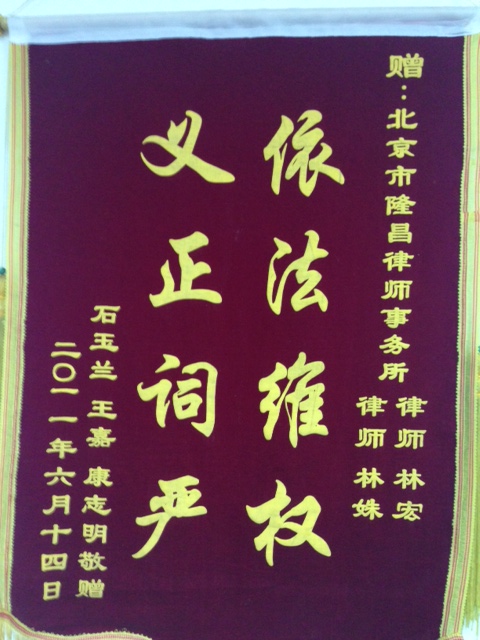 赠：北京市隆昌律师事务所
律师 林宏
律师 林姝
依法维权
义正词严
石玉兰 王嘉 康志明敬赠
二〇一一年六月十四日